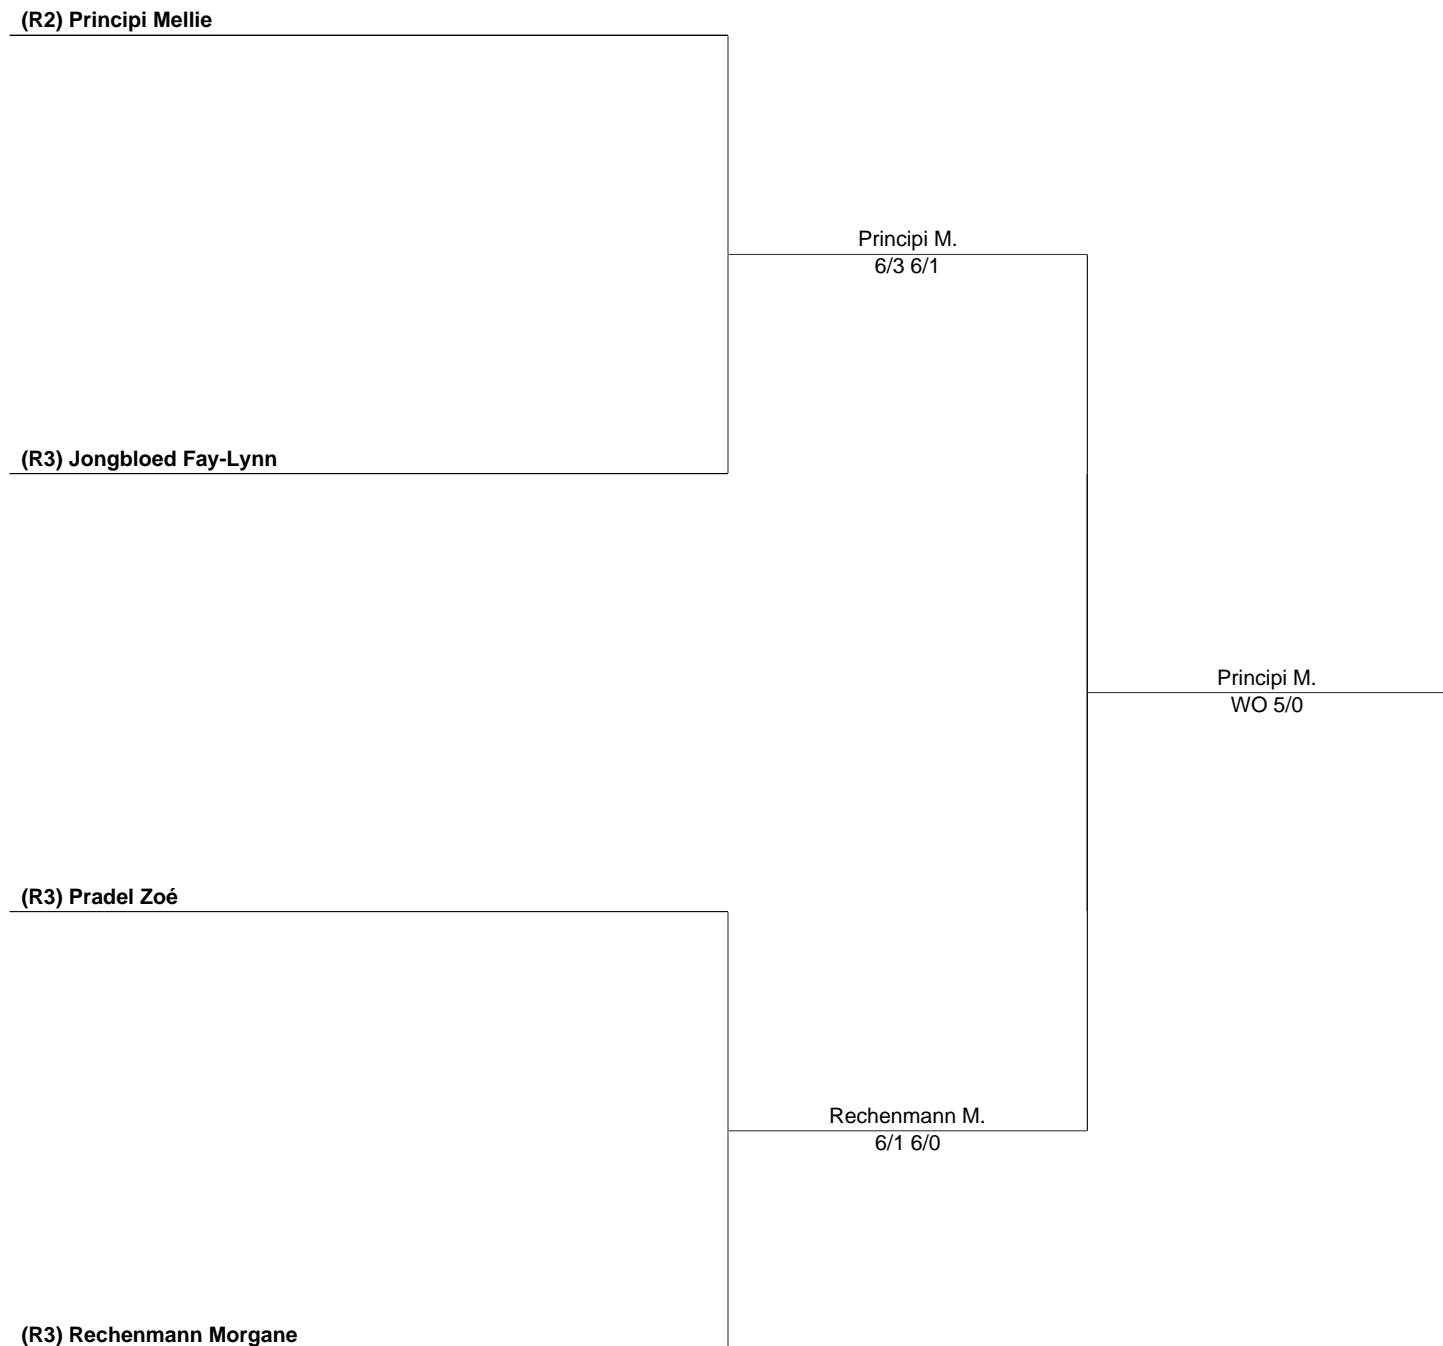 (R2) Principi Mellie
Principi M.
6/3 6/1
(R3) Jongbloed Fay-Lynn
Principi M.
WO 5/0
(R3) Pradel Zoé
Rechenmann M.
6/1 6/0
(R3) Rechenmann Morgane